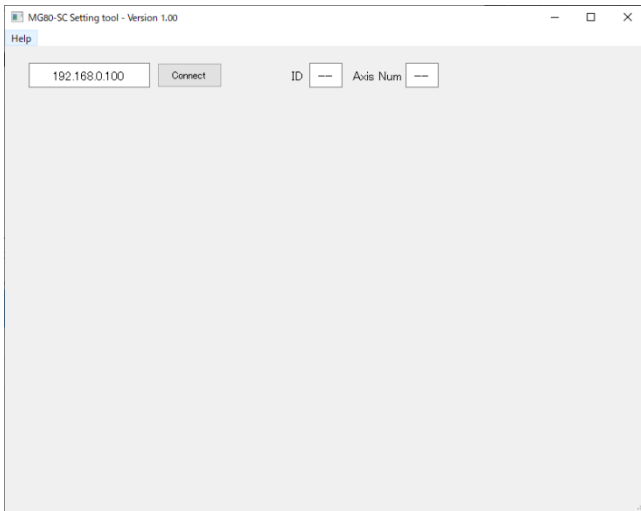 MG80-SC Setting tool - Version 1.00
Help
192.168.0.100 Connect ID -- Axis Num --